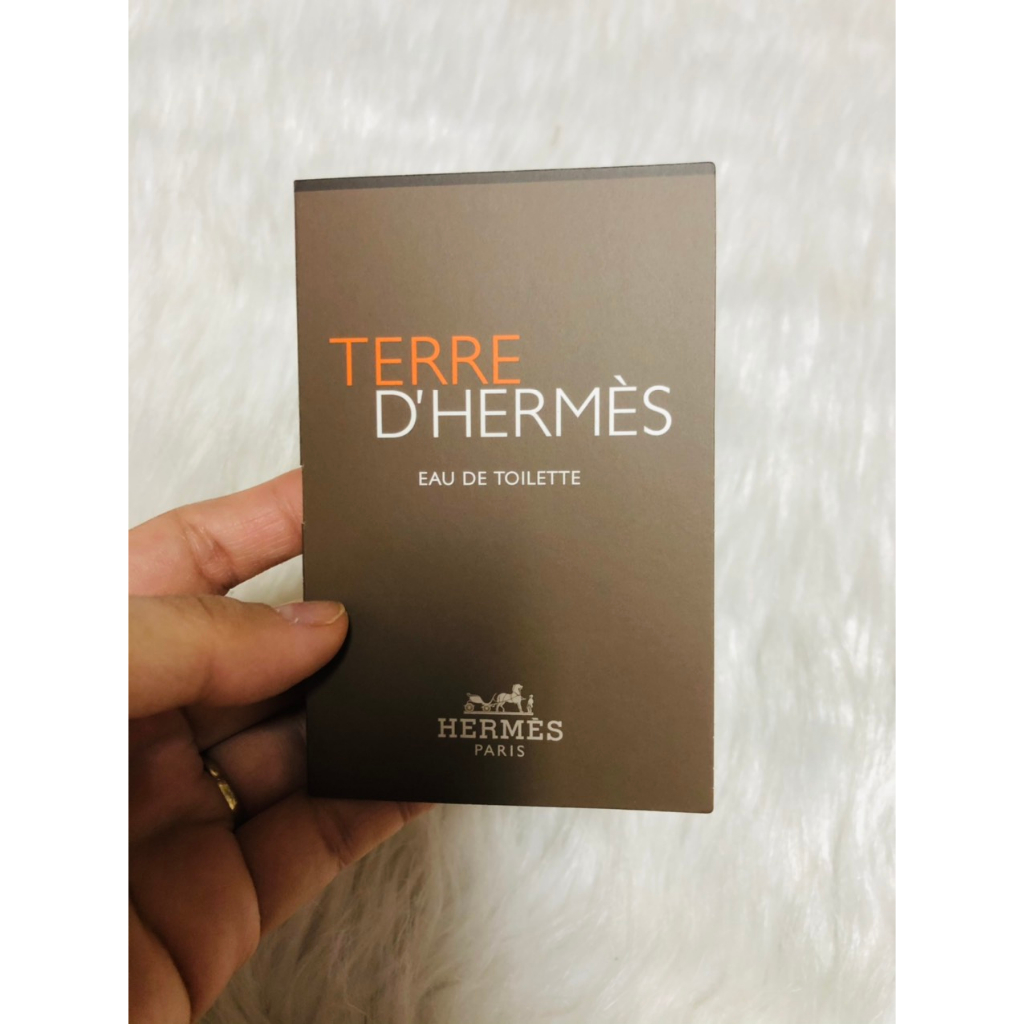 TERRE
D'HERMÈS
EAU DE TOILETTE
HERMÈS
PARIS